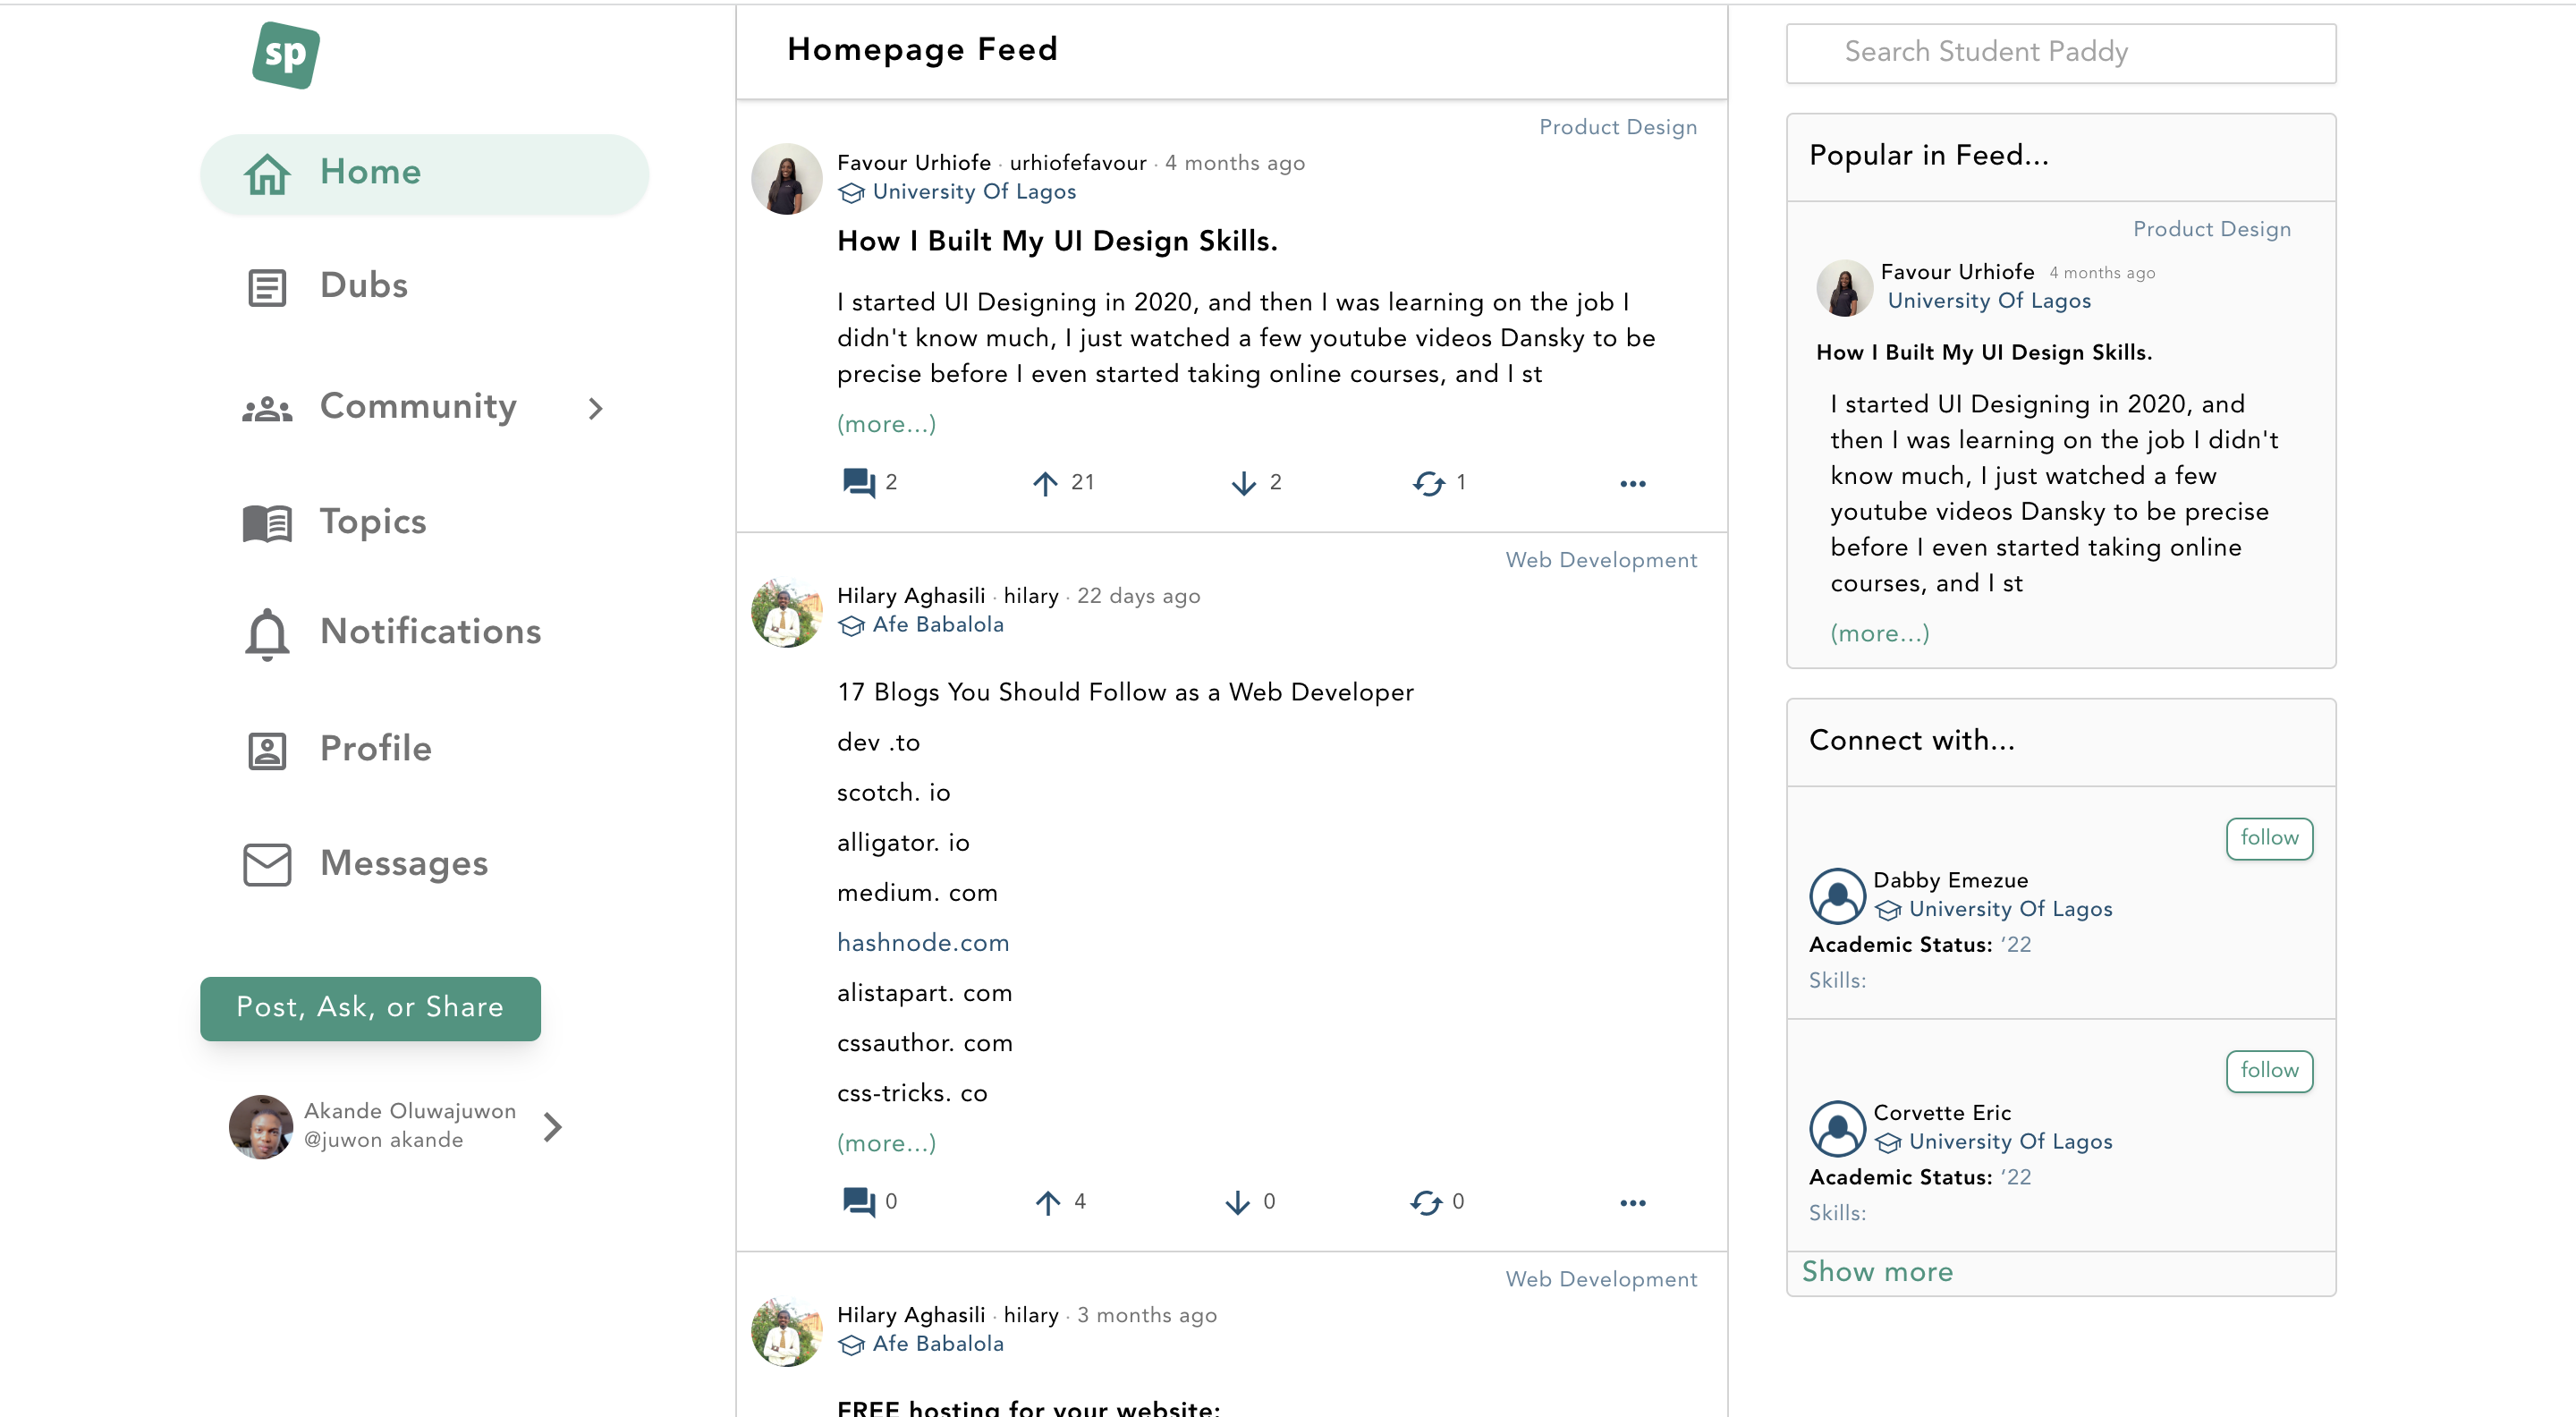 sp
Home
Dubs
Community
Topics
Notifications
Profile
Messages
Post, Ask, or Share
Akande Oluwajuwon
@juwon akande
Homepage Feed
Product Design
Favour Urhiofe · urhiofefavour · 4 months ago
University Of Lagos
How I Built My UI Design Skills.
I started UI Designing in 2020, and then I was learning on the job I
didn't know much, I just watched a few youtube videos Dansky to be
precise before I even started taking online courses, and I st
(more...)
2 21 2 1
Web Development
Hilary Aghasili · hilary · 22 days ago
Afe Babalola
17 Blogs You Should Follow as a Web Developer
dev .to
scotch. io
alligator. io
medium. com
hashnode.com
alistapart. com
cssauthor. com
css-tricks. co
(more...)
0 4 0 0
Web Development
Hilary Aghasili · hilary · 3 months ago
Afe Babalola
FREE hosting for your website:
Search Student Paddy
Popular in Feed...
Product Design
Favour Urhiofe 4 months ago
University Of Lagos
How I Built My UI Design Skills.
I started UI Designing in 2020, and
then I was learning on the job I didn't
know much, I just watched a few
youtube videos Dansky to be precise
before I even started taking online
courses, and I st
(more...)
Connect with...
follow
Dabby Emezue
University Of Lagos
Academic Status: '22
Skills:
follow
Corvette Eric
University Of Lagos
Academic Status: '22
Skills:
Show more